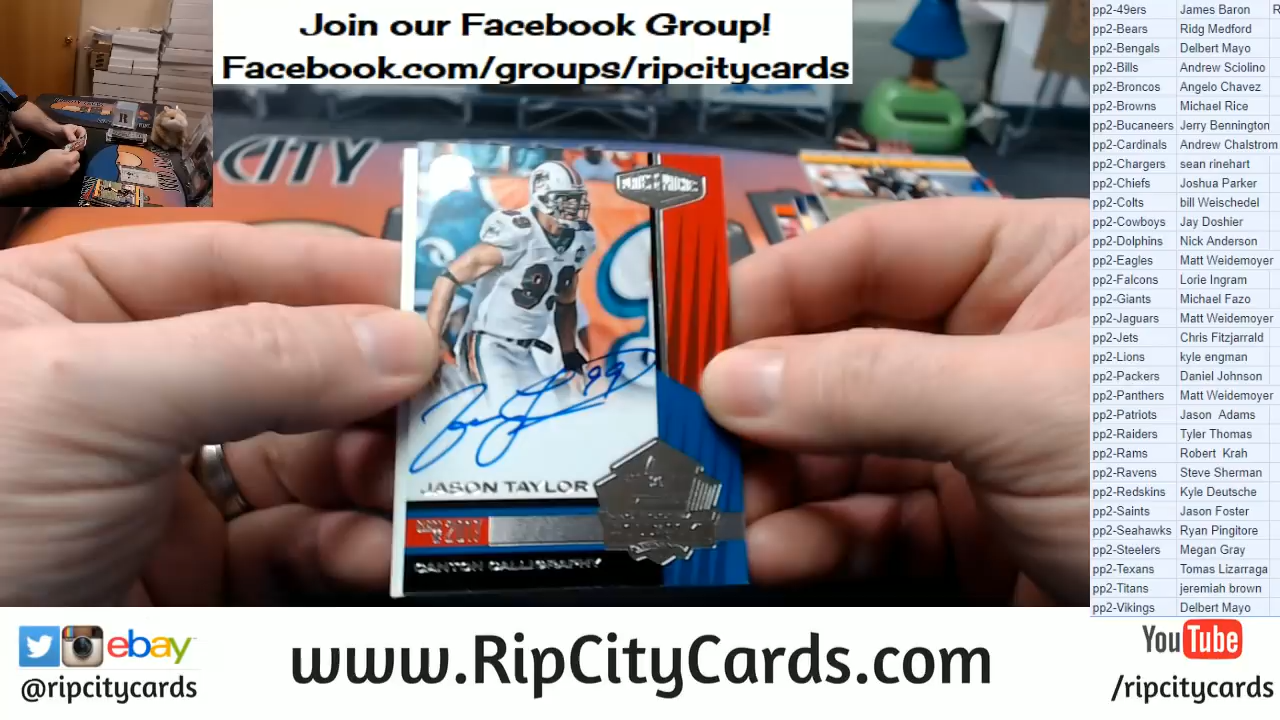 Join our Facebook Group!
Facebook.com/groups/ripcitycards
CITY
99
99
JASON TAYLOR
2017
CANTON CALLIGRAPHY
pp2-49ers James Baron R
pp2-Bears Ridg Medford
pp2-Bengals Delbert Mayo
pp2-Bills Andrew Sciolino
pp2-Broncos Angelo Chavez
pp2-Browns Michael Rice
pp2-Bucaneers Jerry Bennington
pp2-Cardinals Andrew Chalstrom
pp2-Chargers sean rinehart
pp2-Chiefs Joshua Parker
pp2-Colts bill Weischedel
pp2-Cowboys Jay Doshier
pp2-Dolphins Nick Anderson
pp2-Eagles Matt Weidemoyer
pp2-Falcons Lorie Ingram
pp2-Giants Michael Fazo
pp2-Jaguars Matt Weidemoyer
pp2-Jets Chris Fitzjarrald
pp2-Lions kyle engman
pp2-Packers Daniel Johnson
pp2-Panthers Matt Weidemoyer
pp2-Patriots Jason Adams
pp2-Raiders Tyler Thomas
pp2-Rams Robert Krah
pp2-Ravens Steve Sherman
pp2-Redskins Kyle Deutsche
pp2-Saints Jason Foster
pp2-Seahawks Ryan Pingitore
pp2-Steelers Megan Gray
pp2-Texans Tomas Lizarraga
pp2-Titans jeremiah brown
pp2-Vikings Delbert Mayo
ebay
@ripcitycards
www.RipCityCards.com
YouTube
/ripcitycards